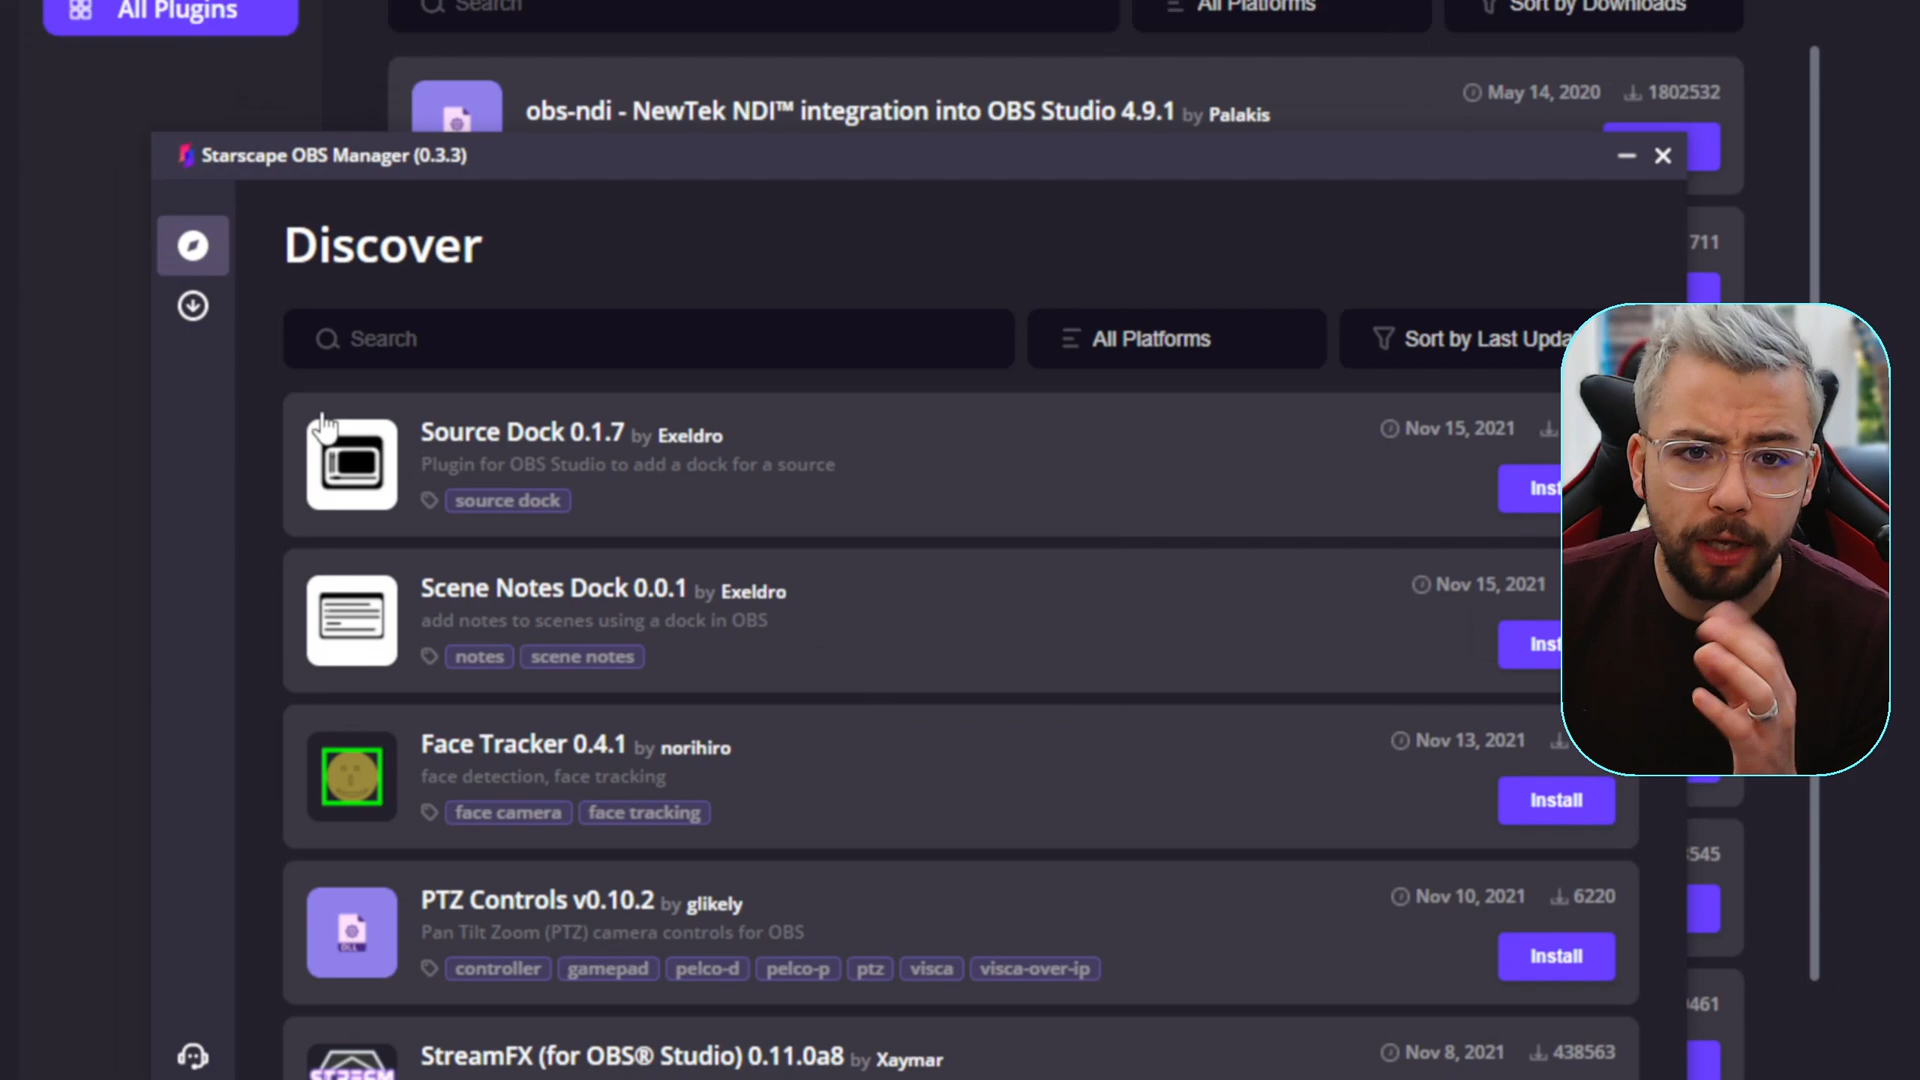 All Plugins
Search
All Platforms
Sort by Downloads
obs-ndi - NewTek NDI™ integration into OBS Studio 4.9.1 by Palakis
May 14, 2020
1802532
Starscape OBS Manager (0.3.3)
Discover
711
Search
All Platforms
Sort by Last Upda
Source Dock 0.1.7 by Exeldro
Nov 15, 2021
Plugin for OBS Studio to add a dock for a source
source dock
Inst
Scene Notes Dock 0.0.1 by Exeldro
Nov 15, 2021
add notes to scenes using a dock in OBS
notes
scene notes
Inst
Face Tracker 0.4.1 by norihiro
Nov 13, 2021
face detection, face tracking
face camera
face tracking
Install
545
PTZ Controls v0.10.2 by glikely
Nov 10, 2021
6220
Pan Tilt Zoom (PTZ) camera controls for OBS
controller
gamepad
pelco-d
pelco-p
ptz
visca
visca-over-ip
Install
DLL
461
StreamFX (for OBS® Studio) 0.11.0a8 by Xaymar
Nov 8, 2021
438563
STREAM